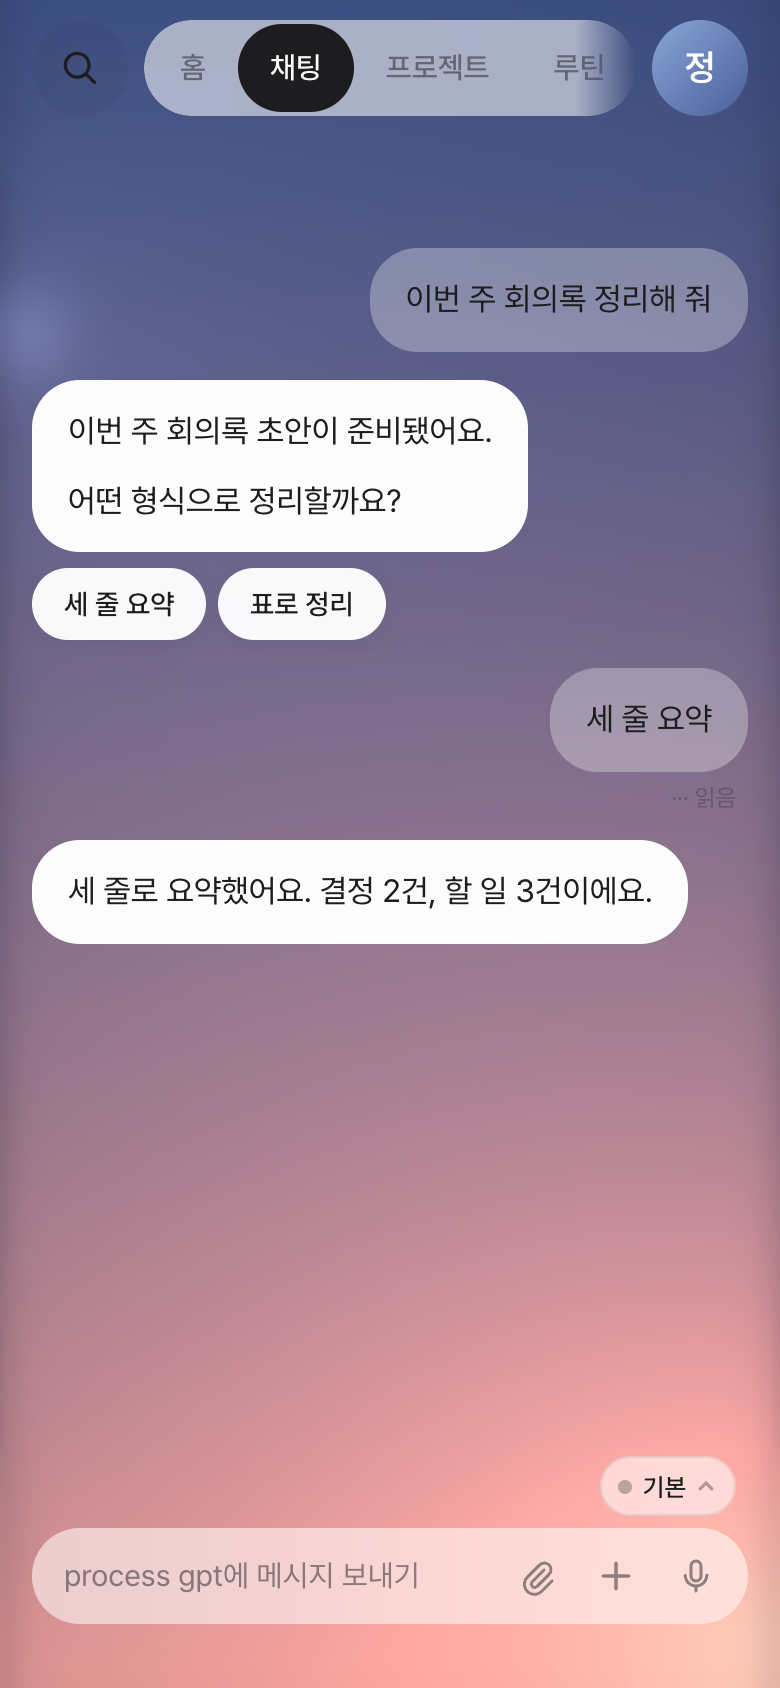 홈
채팅
프로젝트
루틴
정
이번 주 회의록 정리해 줘
이번 주 회의록 초안이 준비됐어요.
어떤 형식으로 정리할까요?
세 줄 요약
표로 정리
세 줄 요약
··· 읽음
세 줄로 요약했어요. 결정 2건, 할 일 3건이에요.
기본
process gpt에 메시지 보내기